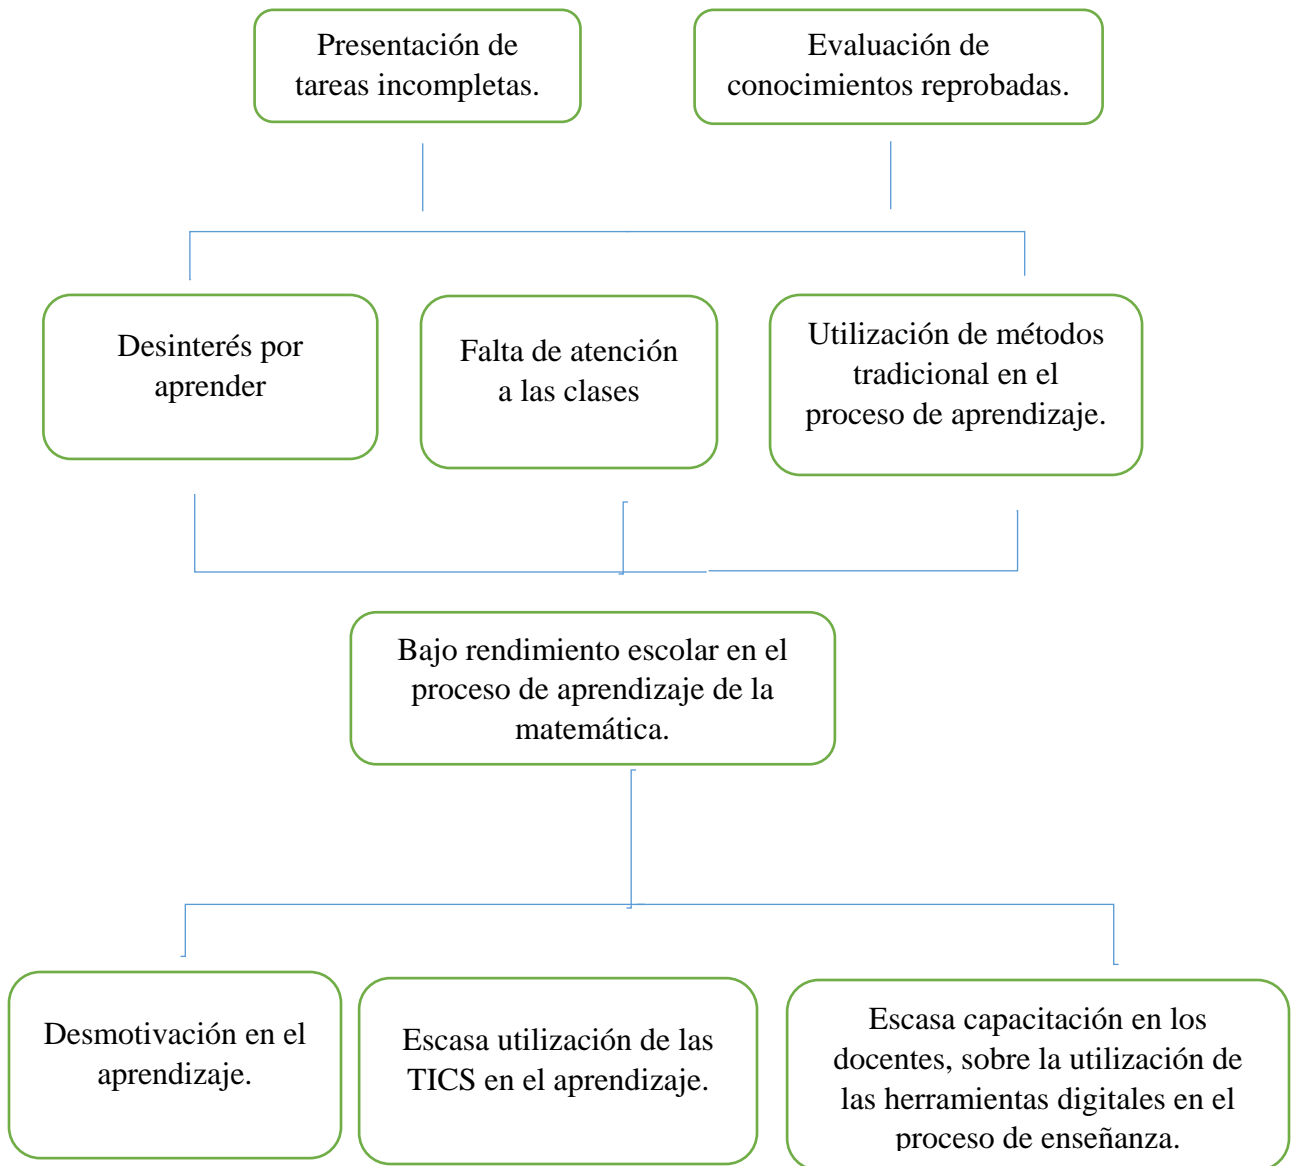 Presentación de
tareas incompletas.
Evaluación de
conocimientos reprobadas.
Desinterés por
aprender
Falta de atención
a las clases
Utilización de métodos
tradicional en el
proceso de aprendizaje.
Bajo rendimiento escolar en el
proceso de aprendizaje de la
matemática.
Desmotivación en el
aprendizaje.
Escasa utilización de las
TICS en el aprendizaje.
Escasa capacitación en los
docentes, sobre la utilización de
las herramientas digitales en el
proceso de enseñanza.